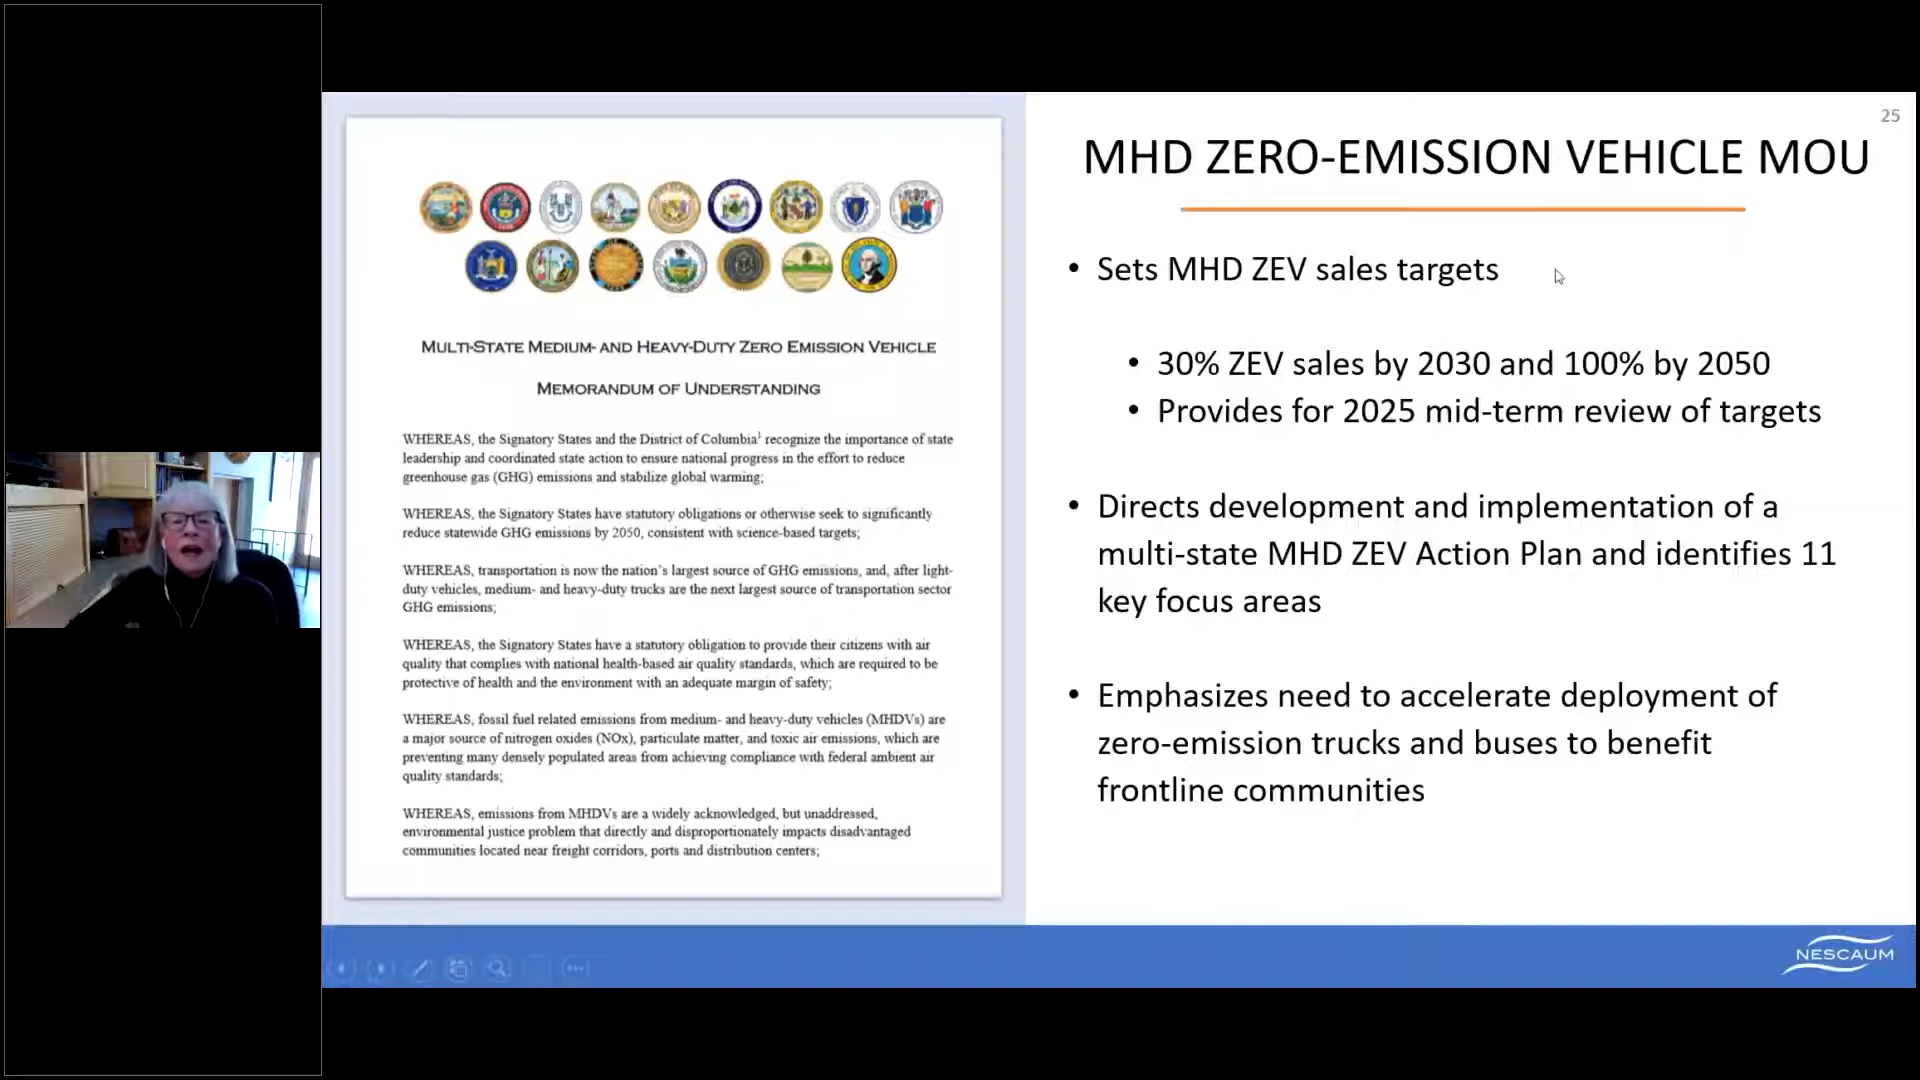 25
MHD ZERO-EMISSION VEHICLE MOU
MULTI-STATE MEDIUM- AND HEAVY-DUTY ZERO EMISSION VEHICLE
MEMORANDUM OF UNDERSTANDING
WHEREAS, the Signatory States and the District of Columbia¹ recognize the importance of state
leadership and coordinated state action to ensure national progress in the effort to reduce
greenhouse gas (GHG) emissions and stabilize global warming;
WHEREAS, the Signatory States have statutory obligations or otherwise seek to significantly
reduce statewide GHG emissions by 2050, consistent with science-based targets;
WHEREAS, transportation is now the nation's largest source of GHG emissions, and, after light-
duty vehicles, medium- and heavy-duty trucks are the next largest source of transportation sector
GHG emissions;
WHEREAS, the Signatory States have a statutory obligation to provide their citizens with air
quality that complies with national health-based air quality standards, which are required to be
protective of health and the environment with an adequate margin of safety;
WHEREAS, fossil fuel related emissions from medium- and heavy-duty vehicles (MHDVs) are
a major source of nitrogen oxides (NOx), particulate matter, and toxic air emissions, which are
preventing many densely populated areas from achieving compliance with federal ambient air
quality standards;
WHEREAS, emissions from MHDVs are a widely acknowledged, but unaddressed,
environmental justice problem that directly and disproportionately impacts disadvantaged
communities located near freight corridors, ports and distribution centers;
• Sets MHD ZEV sales targets
• 30% ZEV sales by 2030 and 100% by 2050
• Provides for 2025 mid-term review of targets
• Directs development and implementation of a
multi-state MHD ZEV Action Plan and identifies 11
key focus areas
• Emphasizes need to accelerate deployment of
zero-emission trucks and buses to benefit
frontline communities
NESCAUM